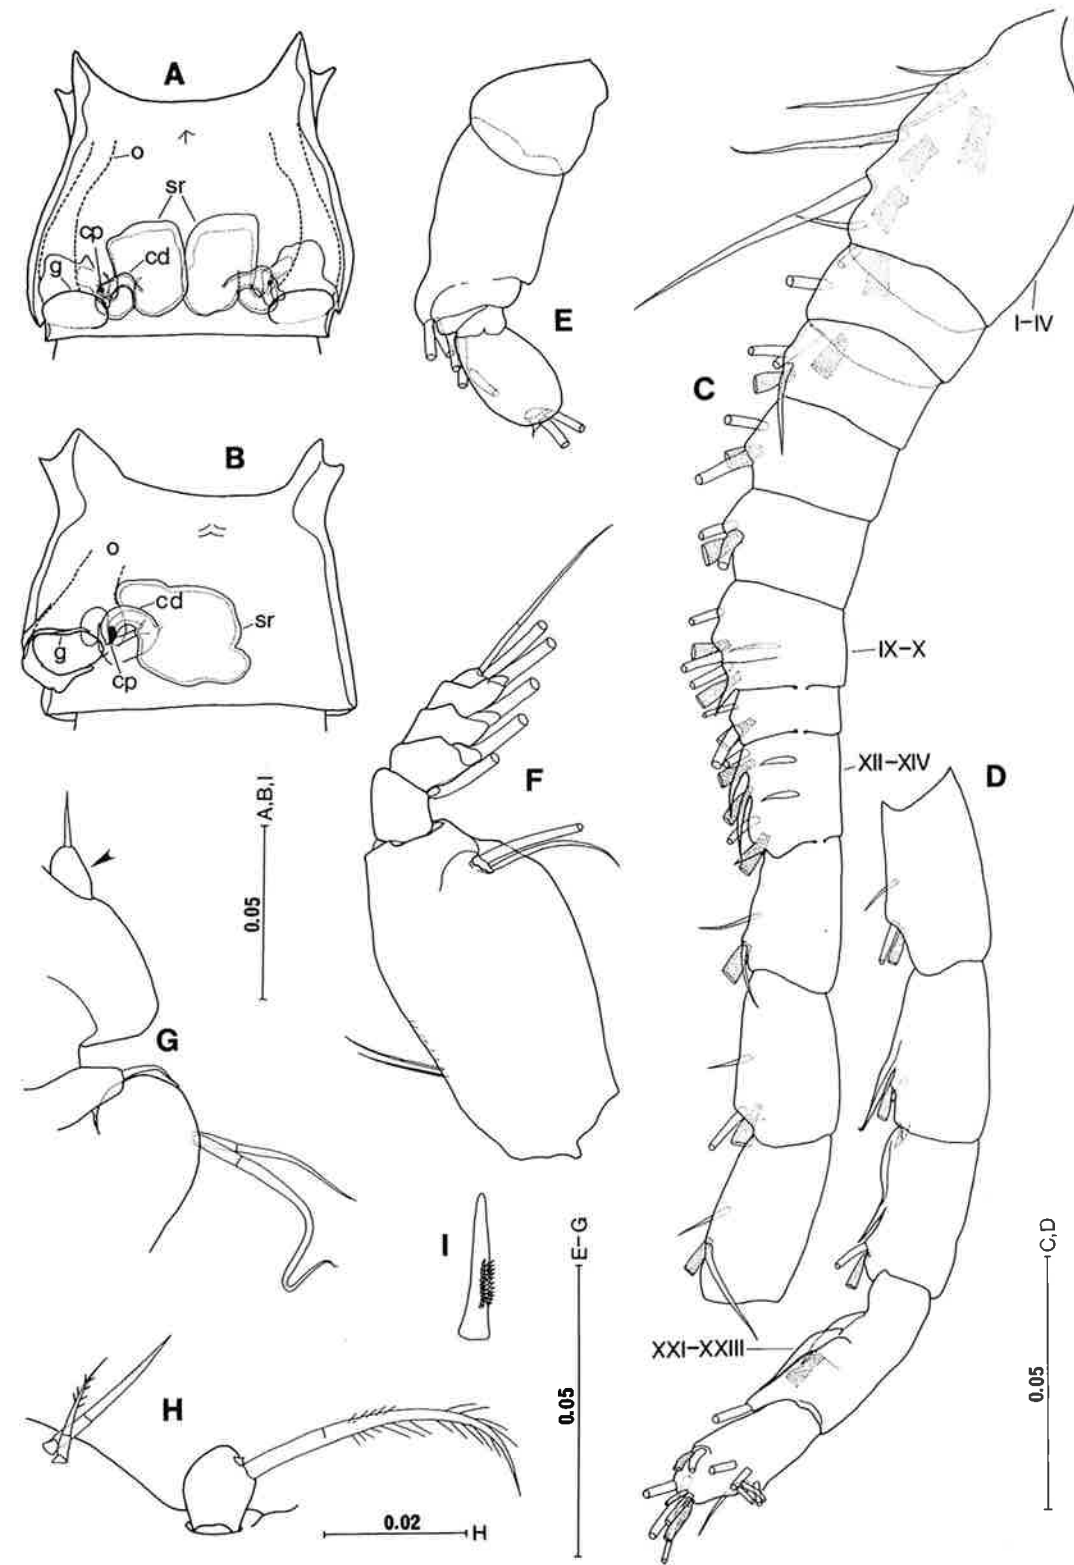 A
o
sr
cp
cd
g
E
I-IV
C
B
o
cd
sr
g
cp
IX-X
F
XII-XIV
D
A,B,I
0.05
G
I
E-G
0.05
C,D
0.05
XXI-XXIII
H
0.02
H